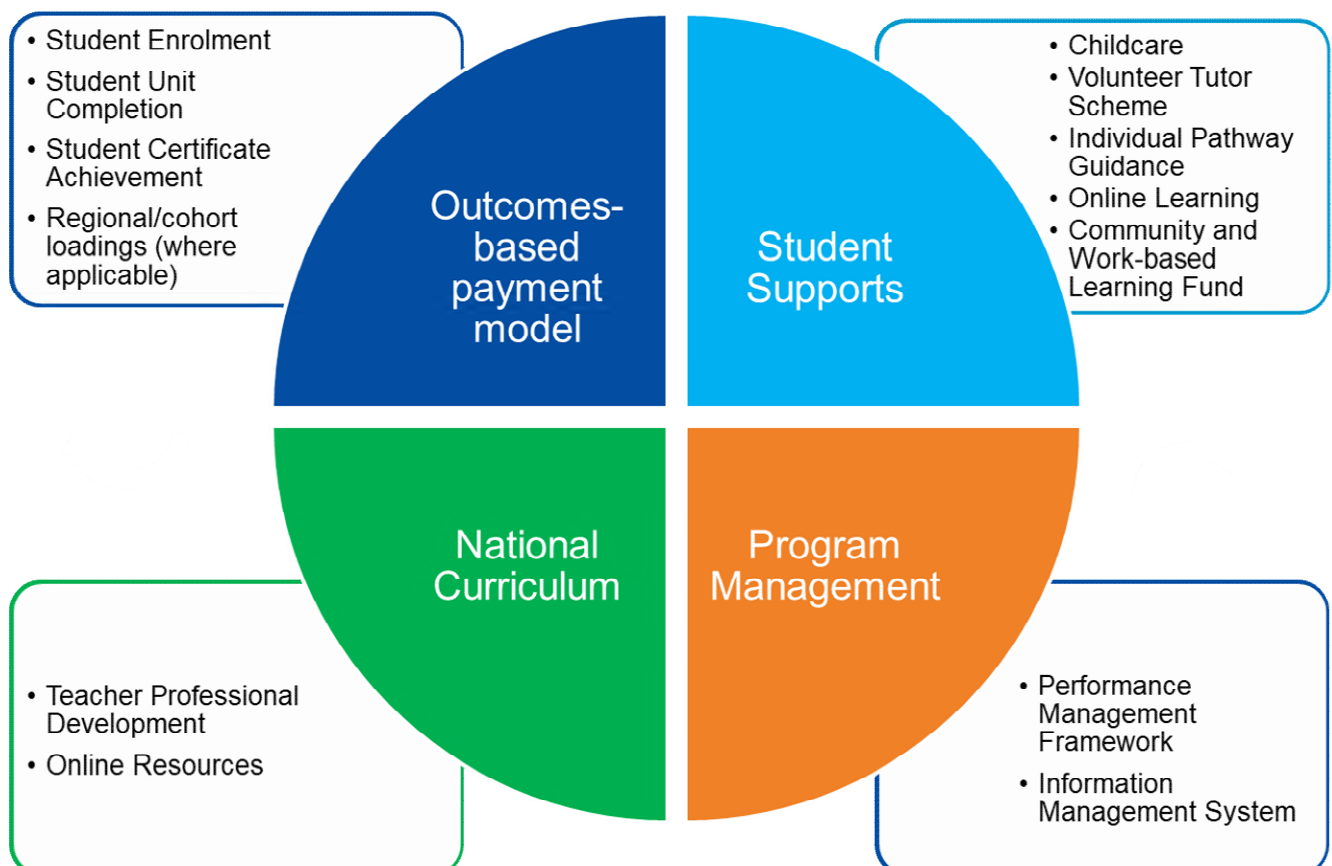 • Student Enrolment
• Student Unit
Completion
• Student Certificate
Achievement
• Regional/cohort
loadings (where
applicable)
Outcomes-
based
payment
model
• Childcare
• Volunteer Tutor
Scheme
• Individual Pathway
Guidance
• Online Learning
• Community and
Work-based
Learning Fund
Student
Supports
• Teacher Professional
Development
• Online Resources
National
Curriculum
Program
Management
• Performance
Management
Framework
• Information
Management System